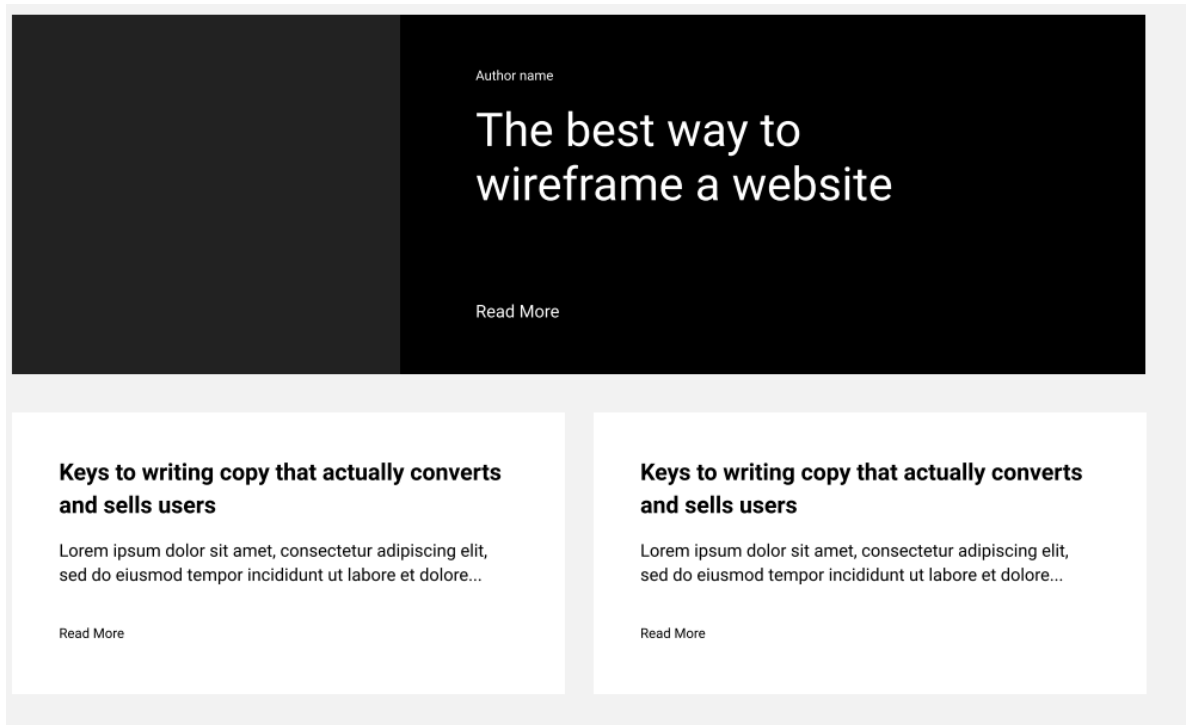 Author name
The best way to
wireframe a website
Read More
Keys to writing copy that actually converts
and sells users
Lorem ipsum dolor sit amet, consectetur adipiscing elit,
sed do eiusmod tempor incididunt ut labore et dolore...
Read More
Keys to writing copy that actually converts
and sells users
Lorem ipsum dolor sit amet, consectetur adipiscing elit,
sed do eiusmod tempor incididunt ut labore et dolore...
Read More